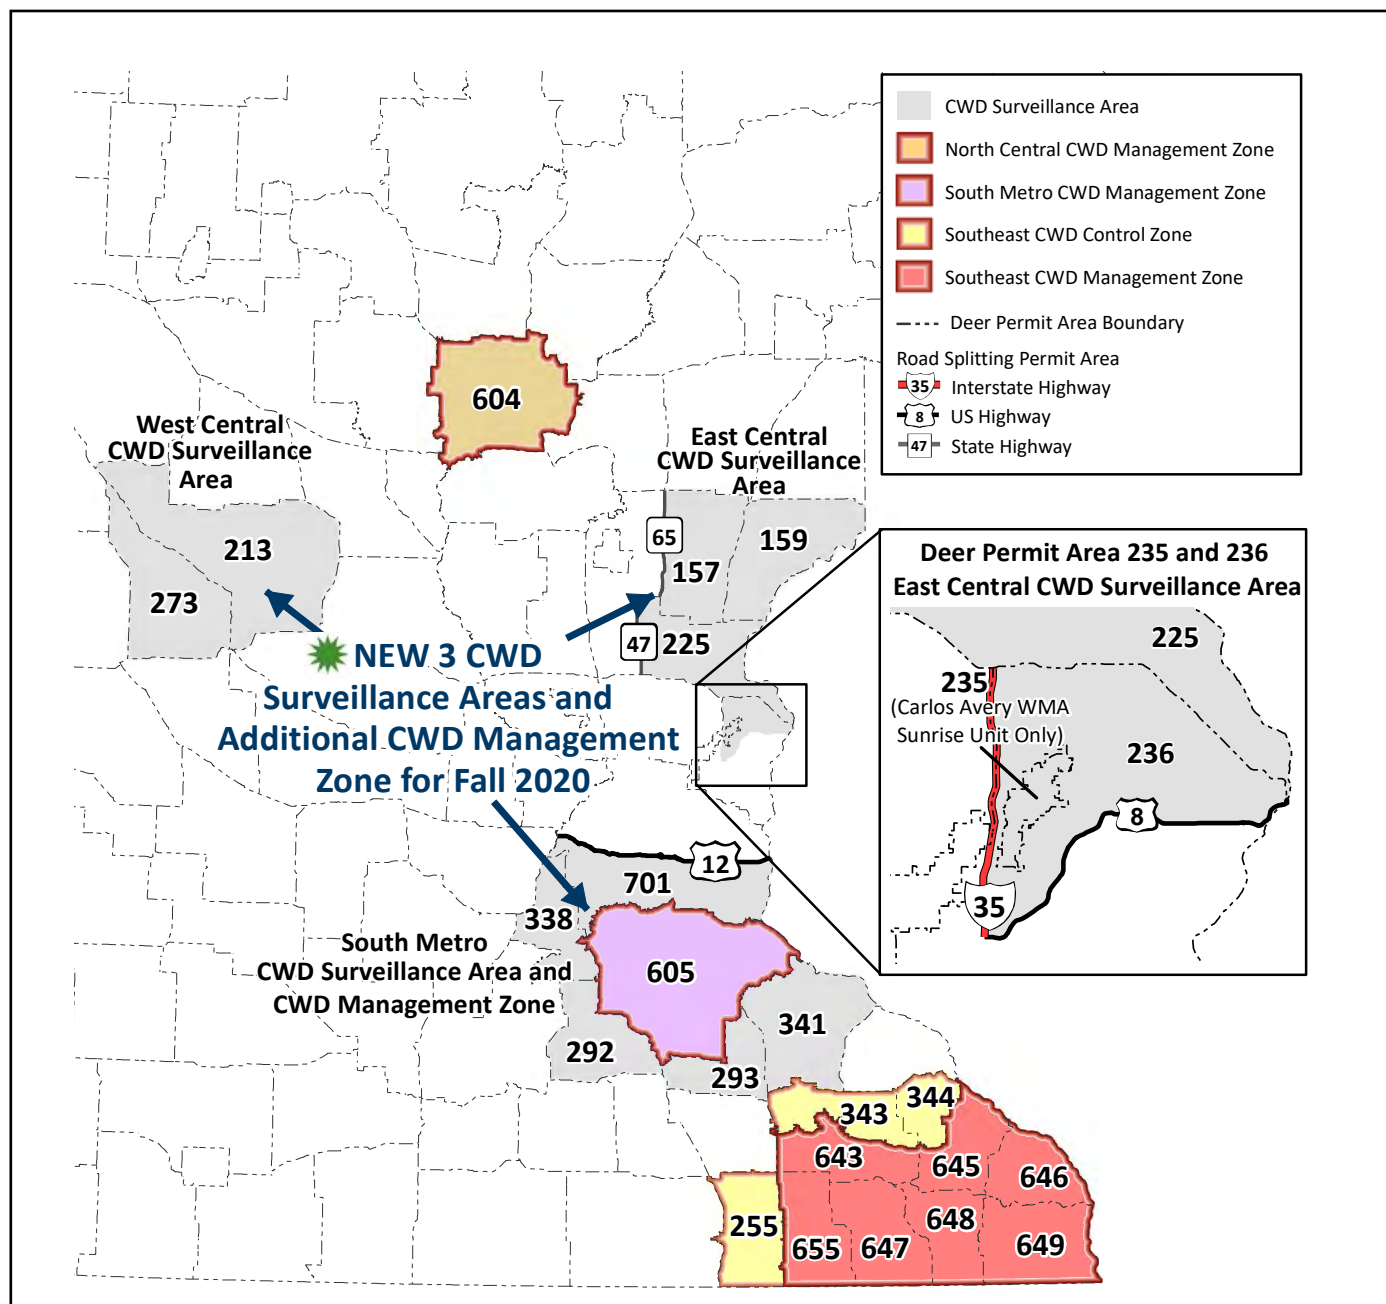 CWD Surveillance Area
North Central CWD Management Zone
South Metro CWD Management Zone
Southeast CWD Control Zone
Southeast CWD Management Zone
Deer Permit Area Boundary
Road Splitting Permit Area
35 Interstate Highway
8 US Highway
47 State Highway
604
West Central
CWD Surveillance
Area
East Central
CWD Surveillance
Area
213
273
65
157
159
47
225
Deer Permit Area 235 and 236
East Central CWD Surveillance Area
225
235
(Carlos Avery WMA
Sunrise Unit Only)
236
8
35
NEW 3 CWD
Surveillance Areas and
Additional CWD Management
Zone for Fall 2020
12
701
338
South Metro
CWD Surveillance Area and
CWD Management Zone
605
341
292
293
344
343
643
645
646
255
655
647
648
649